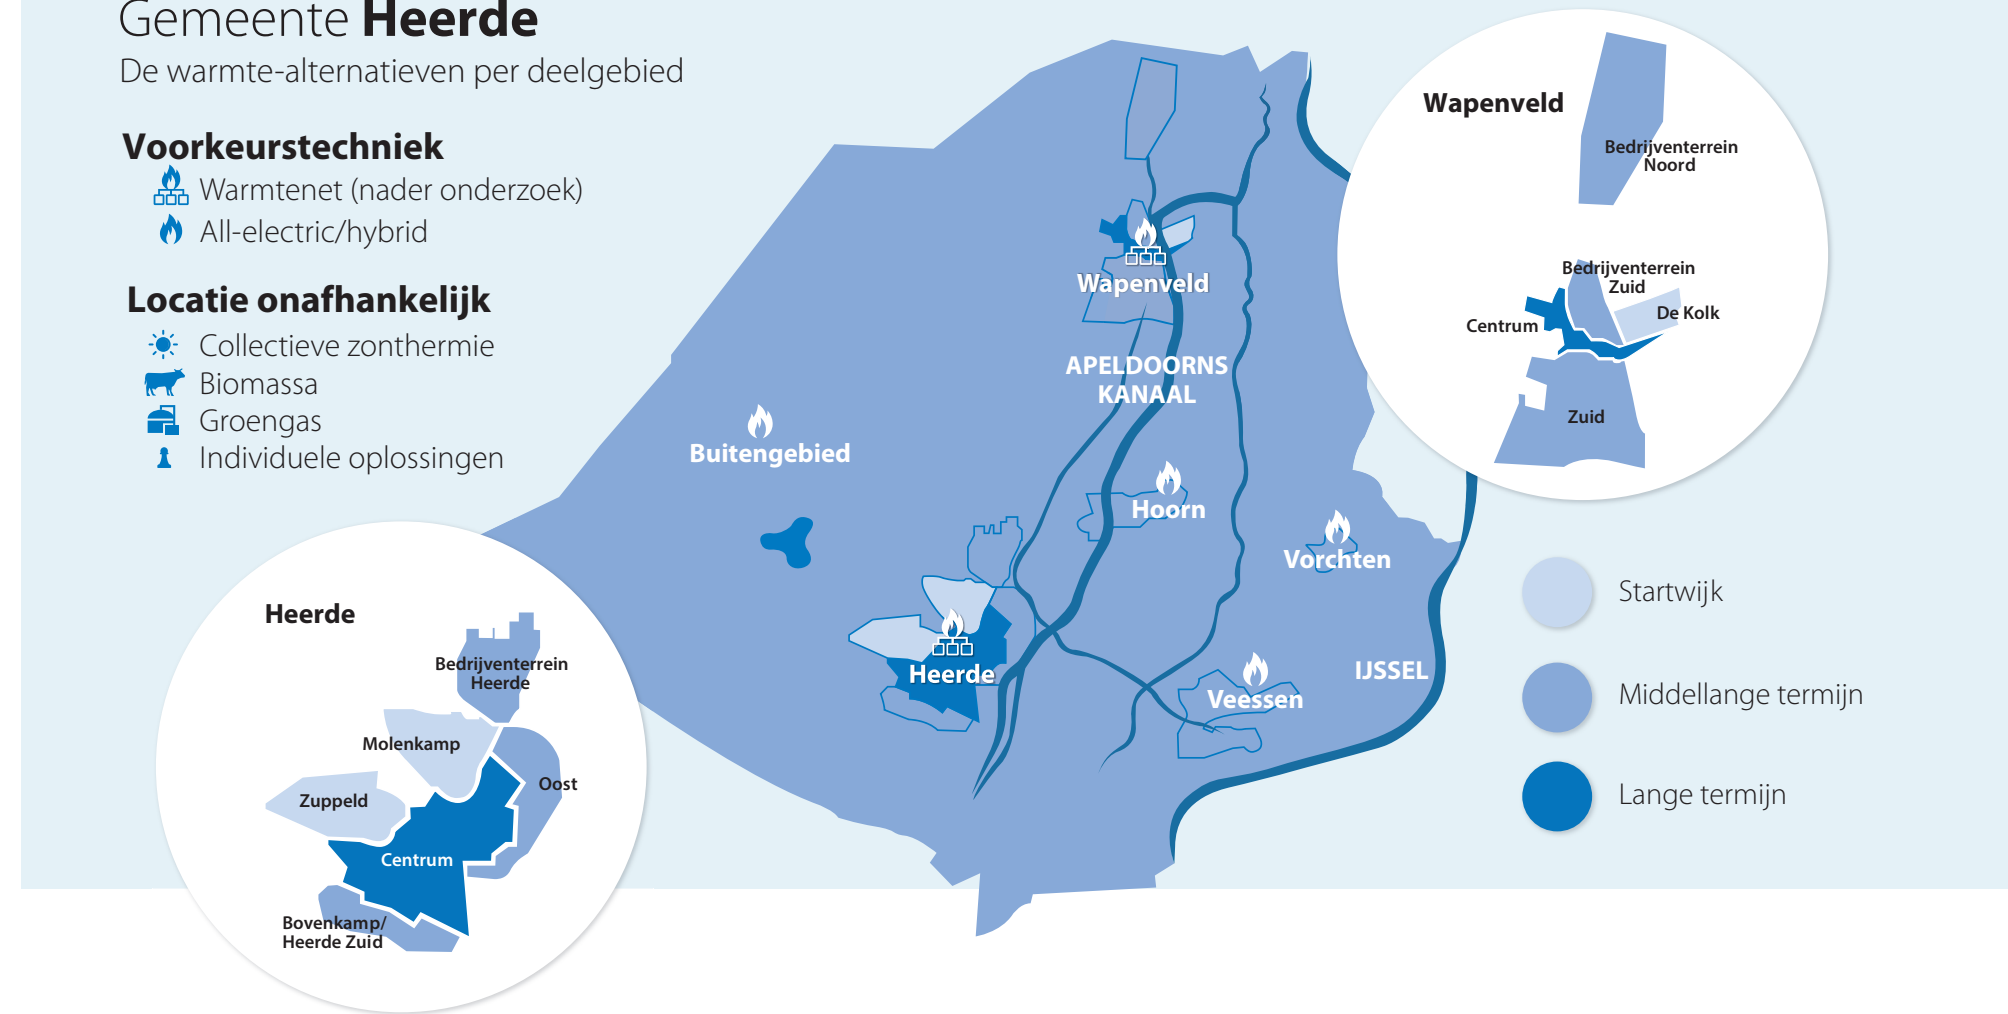 Gemeente Heerde
De warmte-alternatieven per deelgebied
Voorkeurstechniek
Warmtenet (nader onderzoek)
All-electric/hybrid
Locatie onafhankelijk
Collectieve zonthermie
Biomassa
Groengas
Individuele oplossingen
Wapenveld
APELDOORNS
KANAAL
Buitengebied
Hoorn
Vorchten
Heerde
Veessen
IJSSEL
Wapenveld
Bedrijventerrein
Noord
Bedrijventerrein
Zuid
De Kolk
Centrum
Zuid
Heerde
Bedrijventerrein
Heerde
Molenkamp
Oost
Zuppeld
Centrum
Bovenkamp/
Heerde Zuid
Startwijk
Middellange termijn
Lange termijn